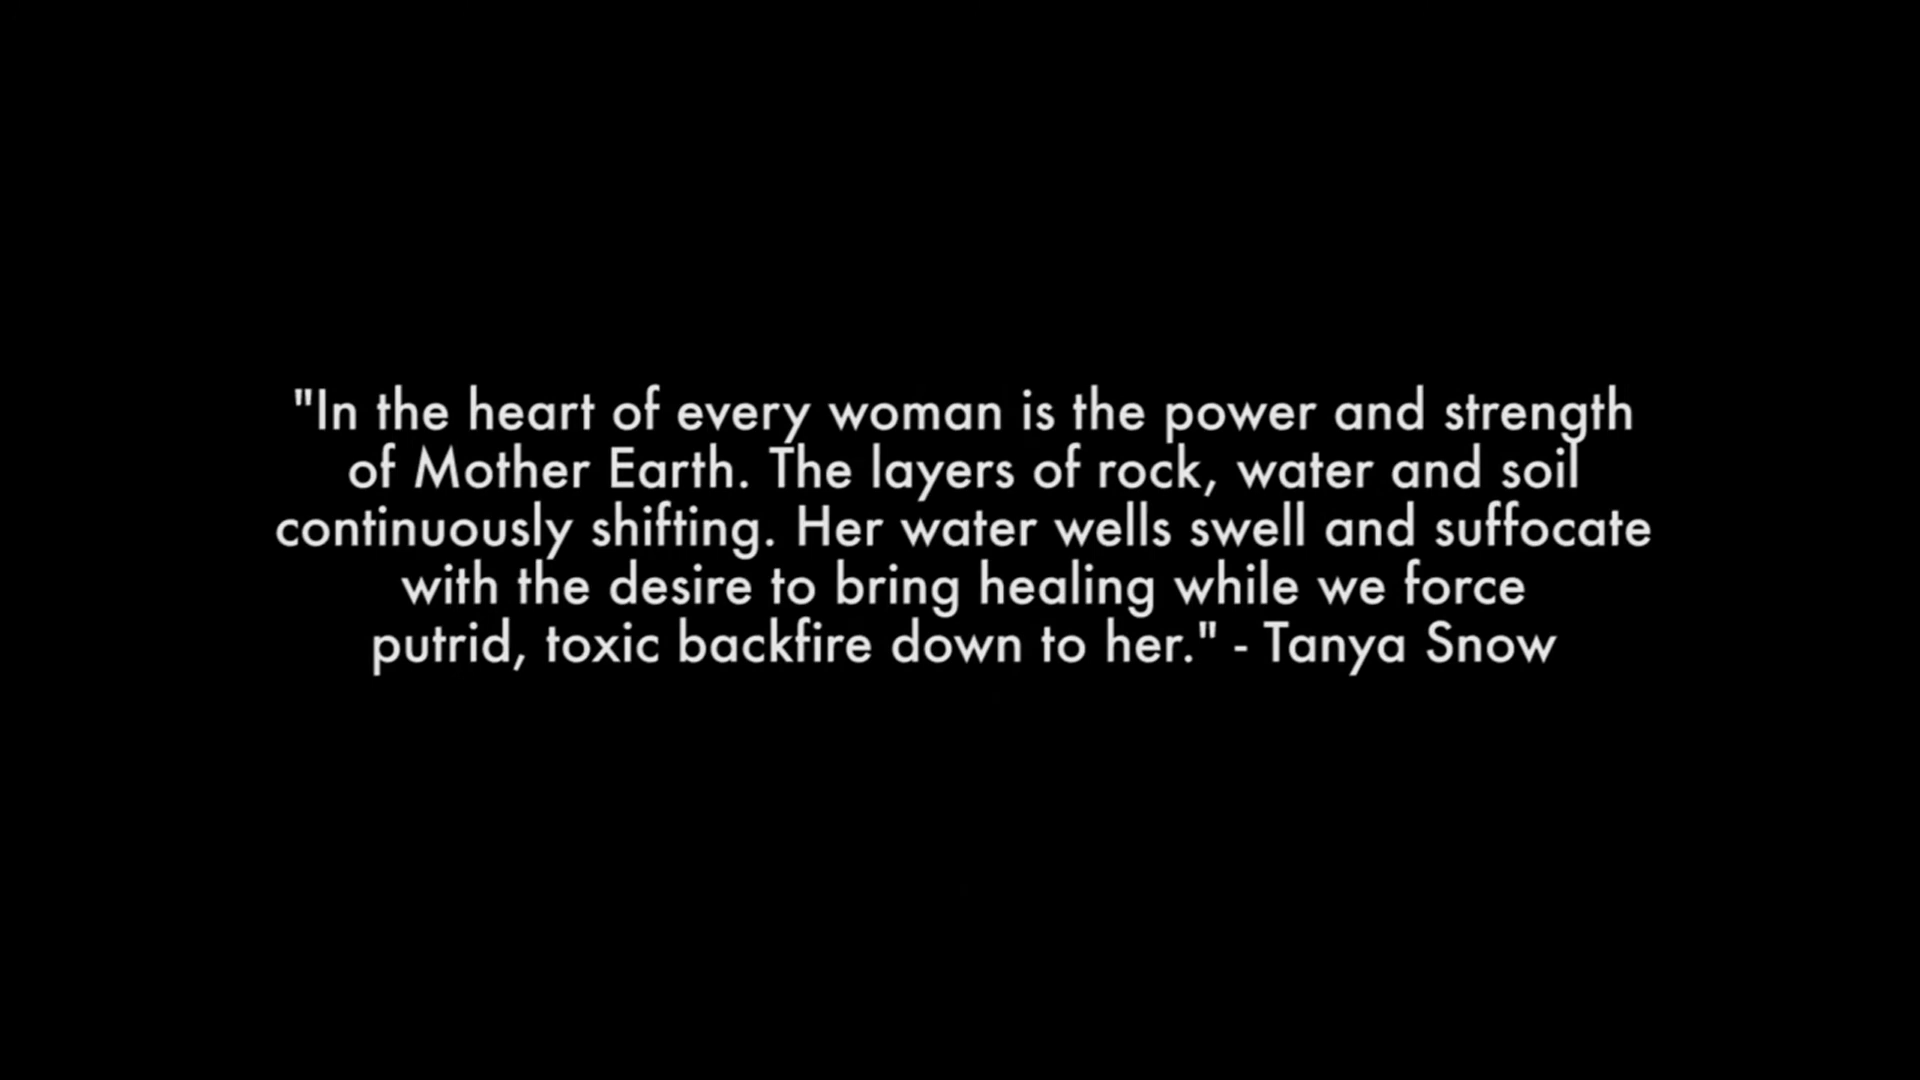 "In the heart of every woman is the power and strength
of Mother Earth. The layers of rock, water and soil
continuously shifting. Her water wells swell and suffocate
with the desire to bring healing while we force
putrid, toxic backfire down to her." - Tanya Snow